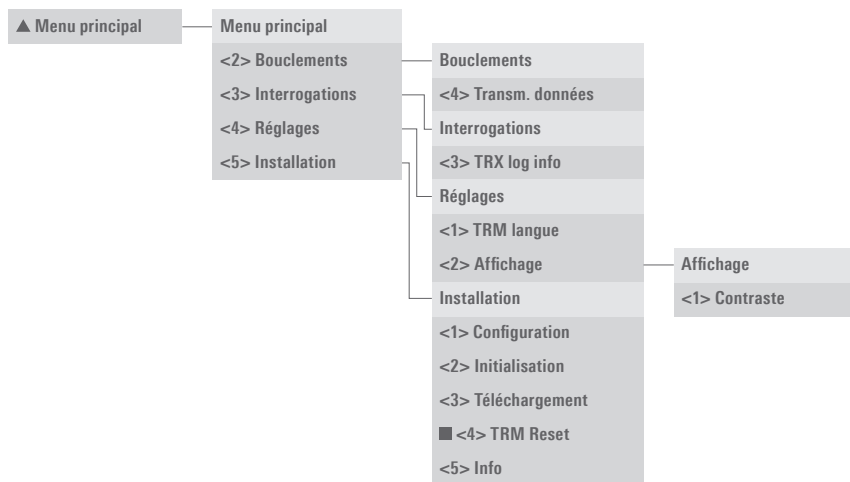 ▲ Menu principal
Menu principal
<2> Bouclements
<3> Interrogations
<4> Réglages
<5> Installation
Bouclements
<4> Transm. données
Interrogations
<3> TRX log info
Réglages
<1> TRM langue
<2> Affichage
Installation
<1> Configuration
<2> Initialisation
<3> Téléchargement
■ <4> TRM Reset
<5> Info
Affichage
<1> Contraste